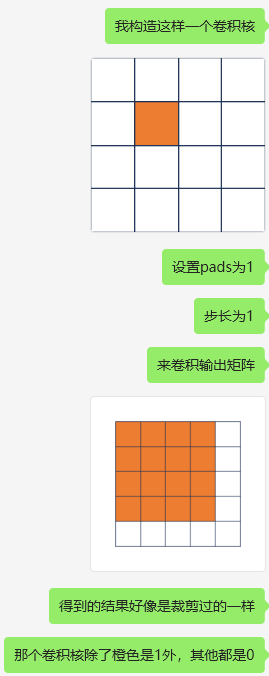 我构造这样一个卷积核
设置pads为1
步长为1
来卷积输出矩阵
得到的结果好像是裁剪过的一样
那个卷积核除了橙色是1外，其他都是0